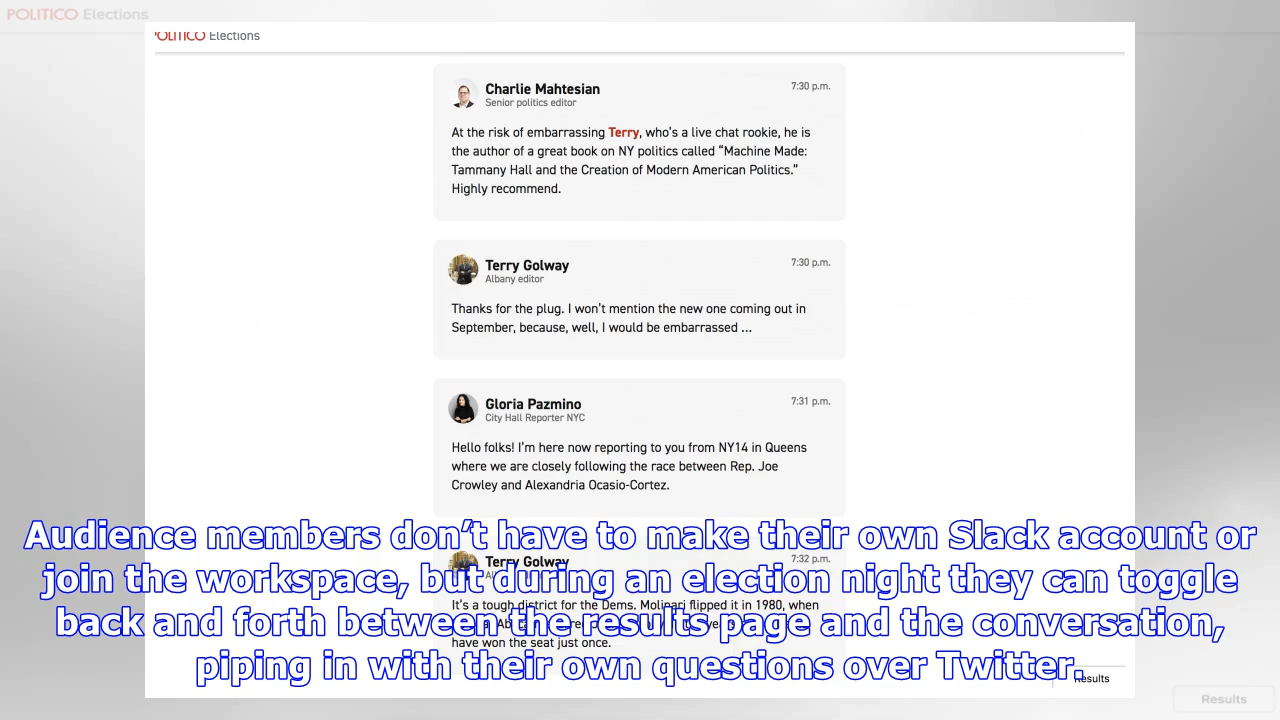 POLITICO Elections
POLITICO Elections
Charlie Mahtesian
7:30 p.m.
Senior politics editor
At the risk of embarrassing Terry, who's a live chat rookie, he is
the author of a great book on NY politics called “Machine Made:
Tammany Hall and the Creation of Modern American Politics.”
Highly recommend.
Terry Golway
7:30 p.m.
Albany editor
Thanks for the plug. I won't mention the new one coming out in
September, because, well, I would be embarrassed ...
Gloria Pazmino
7:31 p.m.
City Hall Reporter NYC
Hello folks! I'm here now reporting to you from NY14 in Queens
where we are closely following the race between Rep. Joe
Crowley and Alexandria Ocasio-Cortez.
Terry Golway
7:32 p.m.
It's a tough district for the Dems. Molinari flipped it in 1980, when
have won the seat just once.
Audience members don’t have to make their own Slack account or
join the workspace, but during an election night they can toggle
back and forth between the results page and the conversation,
piping in with their own questions over Twitter.
Results
Results